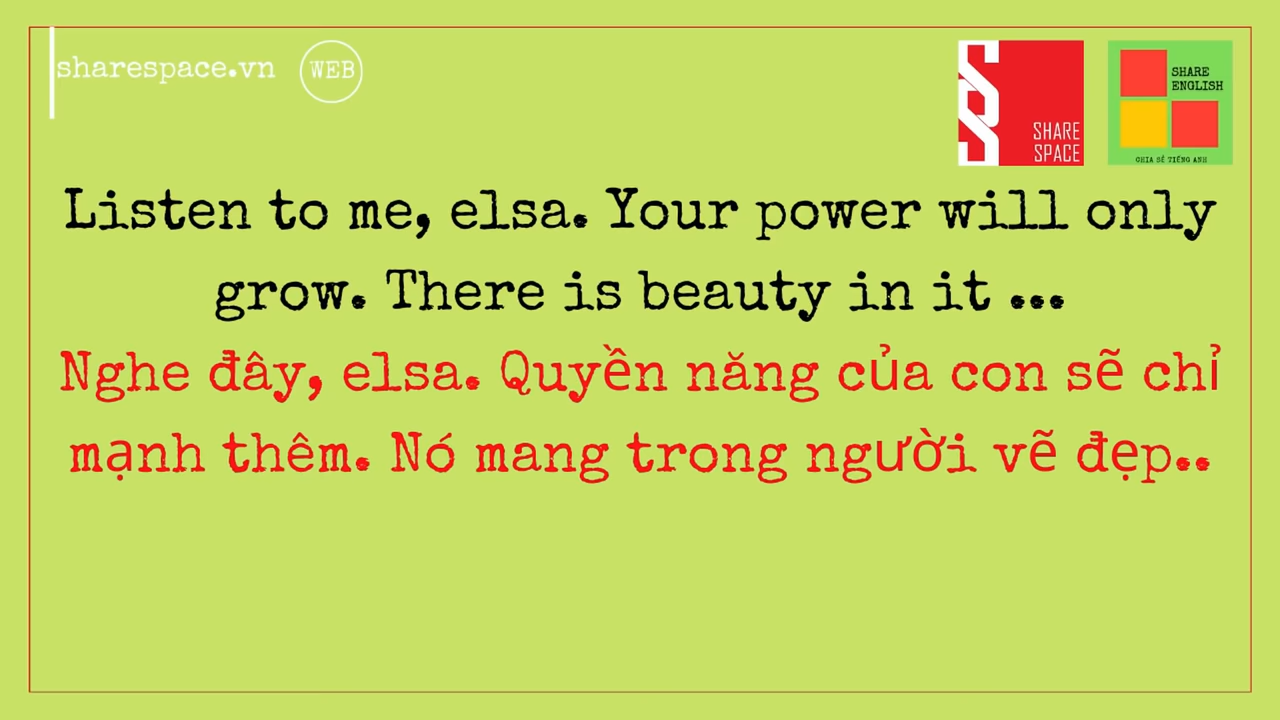 sharespace.vn WEB
SHARE
SPACE
SHARE
ENGLISH
CHIA SẺ TIẾNG ANH
Listen to me, elsa. Your power will only
grow. There is beauty in it ...
Nghe đây, elsa. Quyền năng của con sẽ chỉ
mạnh thêm. Nó mang trong người vẽ đẹp..